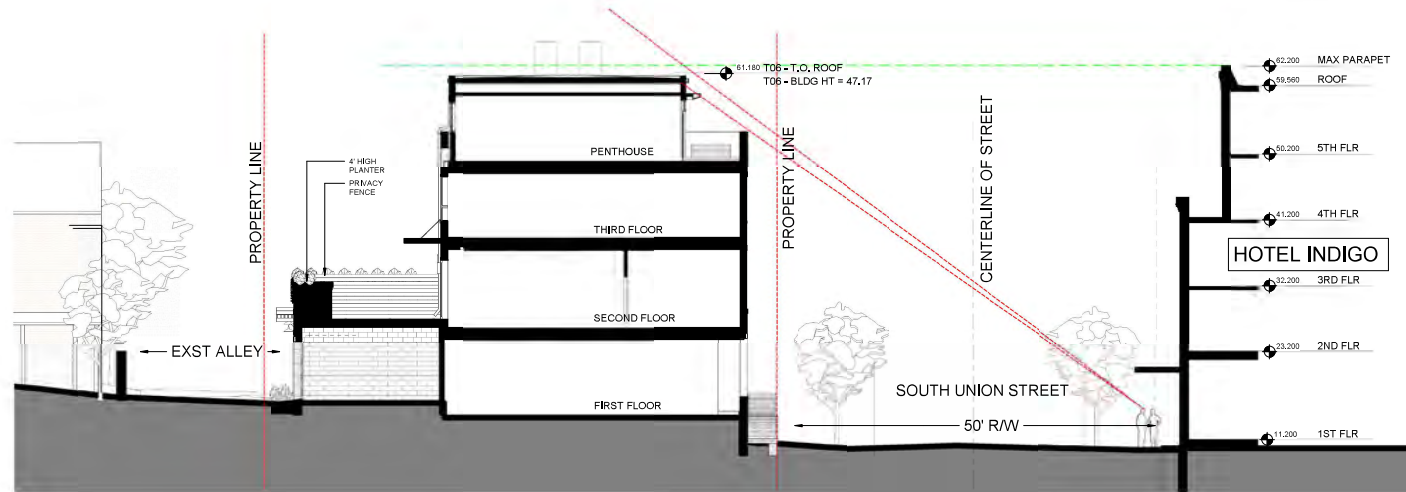 61.180 T06 - T.O. ROOF
T06 - BLDG HT = 47.17
62.200 MAX PARAPET
59.560 ROOF
PROPERTY LINE
4' HIGH
PLANTER
PRIVACY
FENCE
PENTHOUSE
PROPERTY LINE
CENTERLINE OF STREET
50.200 5TH FLR
THIRD FLOOR
41.200 4TH FLR
HOTEL INDIGO
32.200 3RD FLR
SECOND FLOOR
EXST ALLEY
23.200 2ND FLR
SOUTH UNION STREET
FIRST FLOOR
50' R/W
11.200 1ST FLR